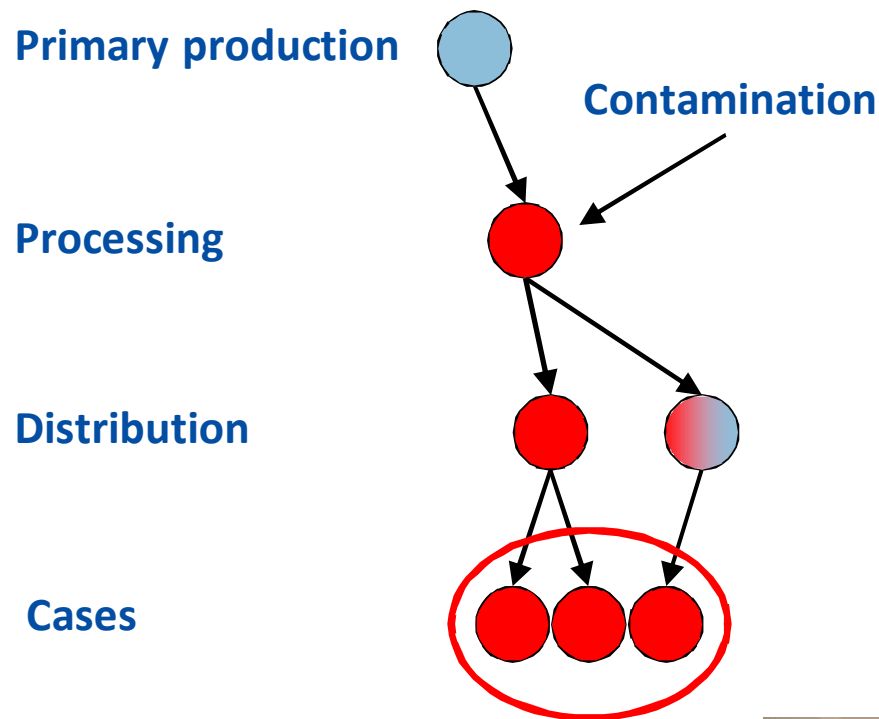 Primary production
Contamination
Processing
Distribution
Cases